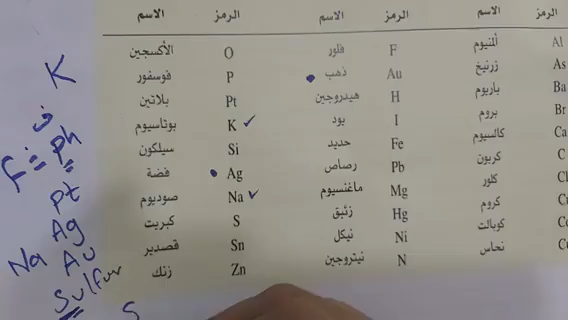 الاسم الرمز الاسم الرمز الاسم الرمز
الأكسجين O فلور F ألمنيوم Al
فوسفور P ذهب Au زرنيخ As
بلاتين Pt هيدروجين H باريوم Ba
بوتاسيوم K يود I بروم Br
سيلكون Si حديد Fe كالسيوم Ca
فضة Ag رصاص Pb كربون C
صوديوم Na ماغنسيوم Mg كلور
كبريت S زئبق Hg كروم
قصدير Sn نيكل Ni كوبالت
زنك Zn نيتروجين N نحاس
K
ف
F Ph
Pt
Ag
Na Au
Sulfur
S